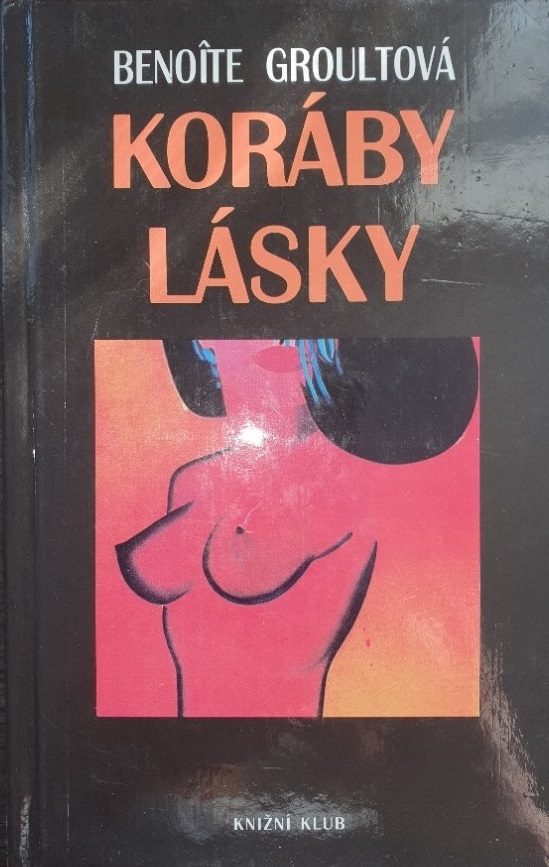 BENOÎTE GROULTOVÁ
KORÁBY
LÁSKY
KNIŽNÍ KLUB